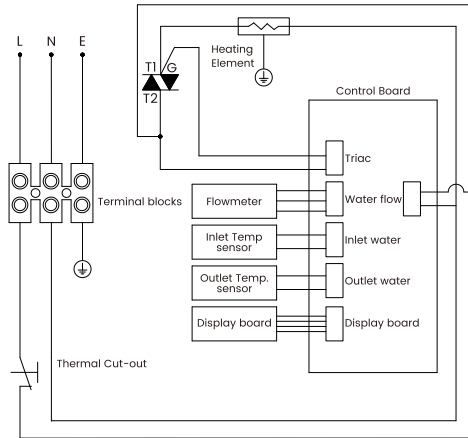 L N E
T1 G
T2
Heating
Element
Control Board
Triac
Terminal blocks
Flowmeter
Water flow
Inlet Temp
sensor
Inlet water
Outlet Temp.
sensor
Outlet water
Display board
Display board
Thermal Cut-out